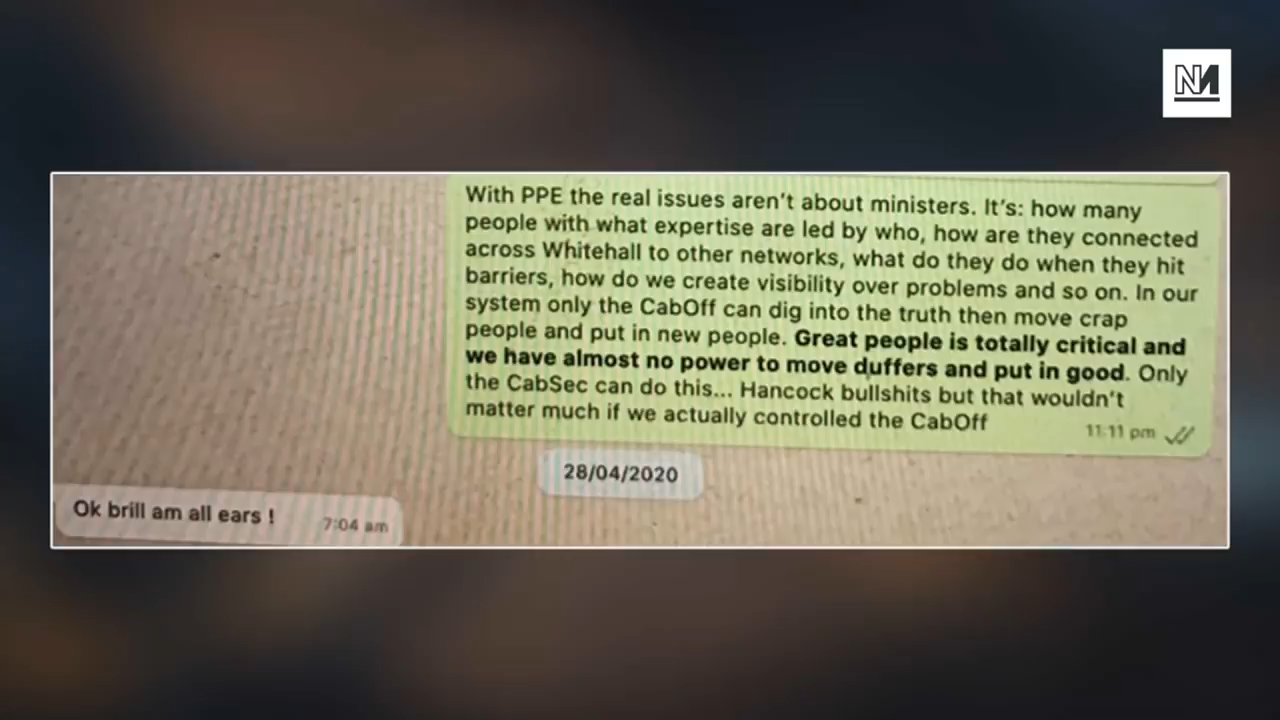 NM
With PPE the real issues aren't about ministers. It's: how many
people with what expertise are led by who, how are they connected
across Whitehall to other networks, what do they do when they hit
barriers, how do we create visibility over problems and so on. In our
system only the CabOff can dig into the truth then move crap
people and put in new people. Great people is totally critical and
we have almost no power to move duffers and put in good. Only
the CabSec can do this... Hancock bullshits but that wouldn't
matter much if we actually controlled the CabOff
11:11 pm
28/04/2020
Ok brill am all ears !
7:04 am